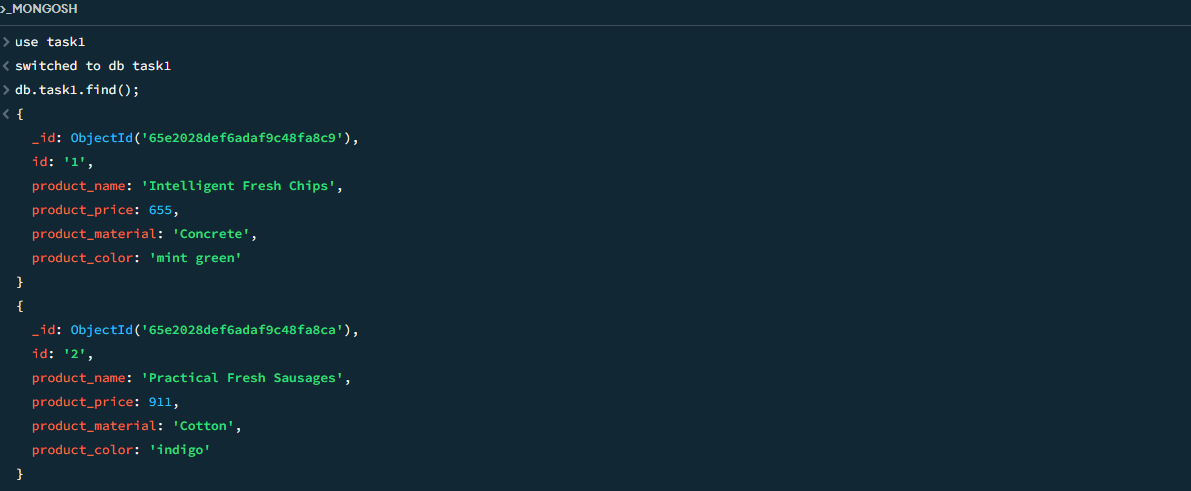 >_MONGOSH
> use task1
< switched to db task1
> db.task1.find();
< {
_id: ObjectId('65e2028def6adaf9c48fa8c9'),
id: '1',
product_name: 'Intelligent Fresh Chips',
product_price: 655,
product_material: 'Concrete',
product_color: 'mint green'
}
{
_id: ObjectId('65e2028def6adaf9c48fa8ca'),
id: '2',
product_name: 'Practical Fresh Sausages',
product_price: 911,
product_material: 'Cotton',
product_color: 'indigo'
}